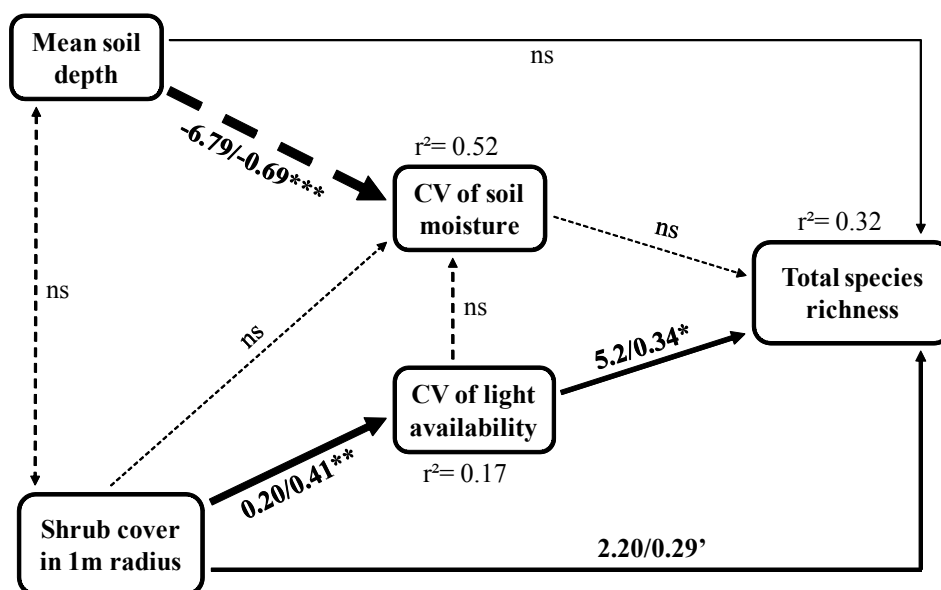 Mean soil
depth
ns
-6.79/-0.69***
r²= 0.52
CV of soil
moisture
ns
r²= 0.32
Total species
richness
ns
ns
ns
5.2/0.34*
CV of light
availability
r²= 0.17
0.20/0.41**
Shrub cover
in 1m radius
2.20/0.29’